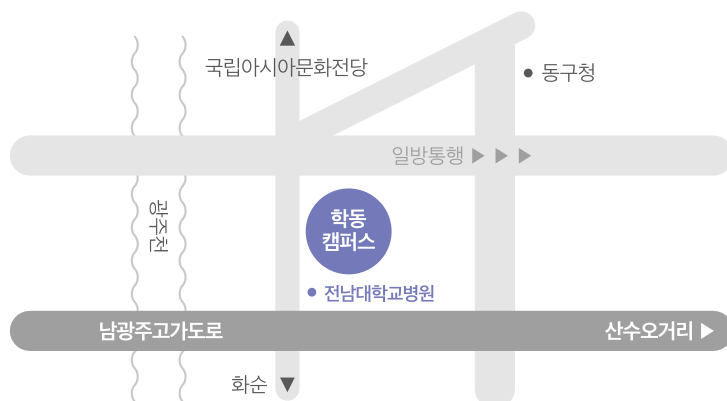 ▲
국립아시아문화전당
● 동구청
일방통행 ▶ ▶ ▶
광주천
학동
캠퍼스
● 전남대학교병원
남광주고가도로
산수오거리 ▶
화순 ▼